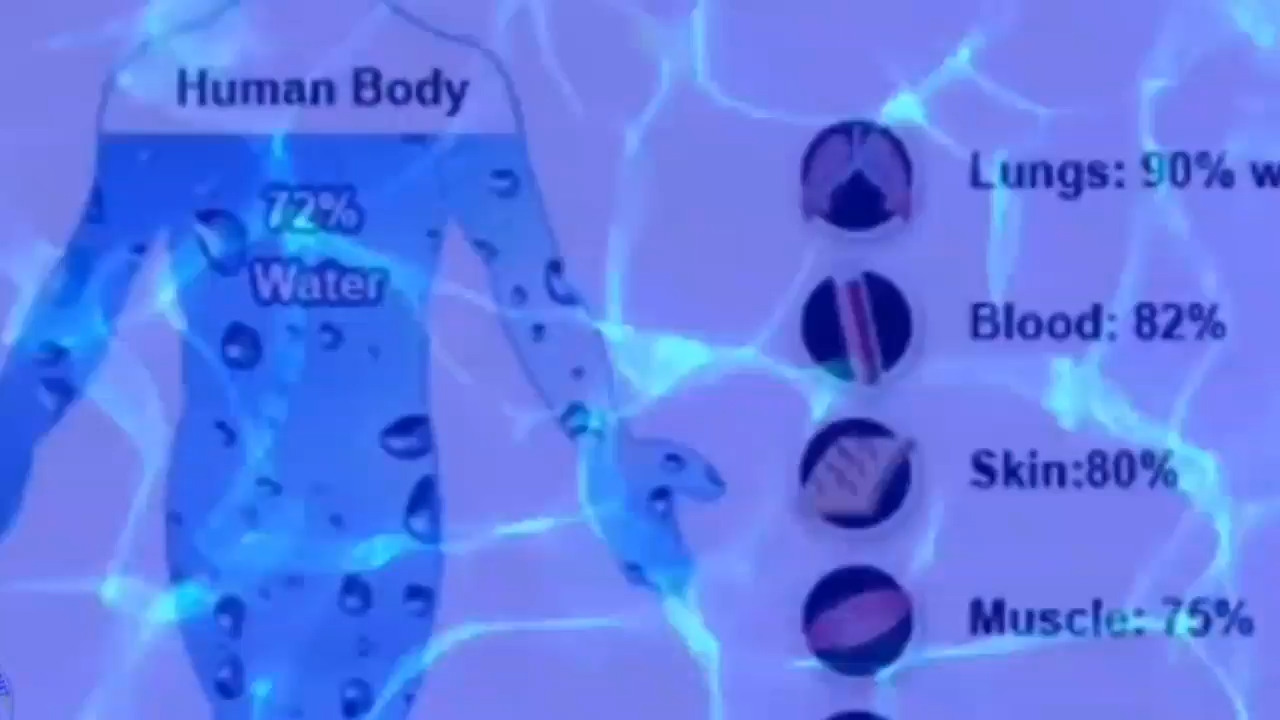 Human Body
72%
Water
Lungs: 90% w
Blood: 82%
Skin:80%
Muscle: 75%